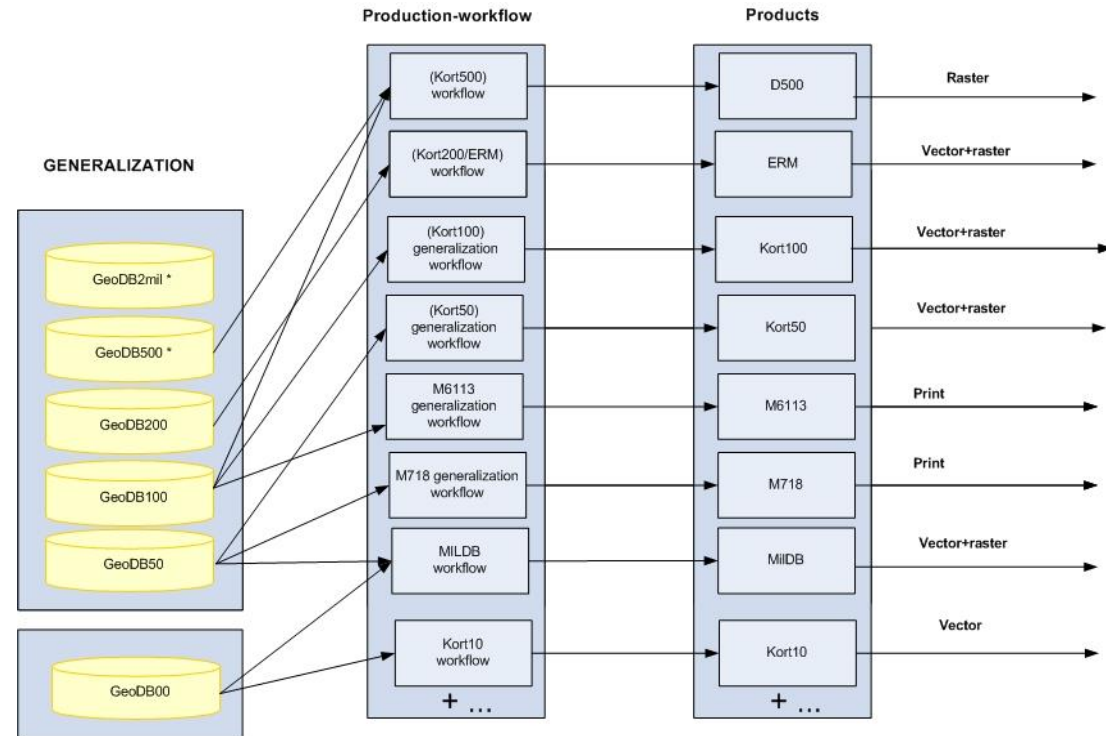 Production-workflow
Products
GENERALIZATION
GeoDB2mil *
GeoDB500 *
GeoDB200
GeoDB100
GeoDB50
GeoDB00
(Kort500)
workflow
(Kort200/ERM)
workflow
(Kort100)
generalization
workflow
(Kort50)
generalization
workflow
M6113
generalization
workflow
M718 generalization
workflow
MILDB
workflow
Kort10
workflow
+ ...
D500
ERM
Kort100
Kort50
M6113
M718
MilDB
Kort10
+ ...
Raster
Vector+raster
Vector+raster
Vector+raster
Print
Print
Vector+raster
Vector